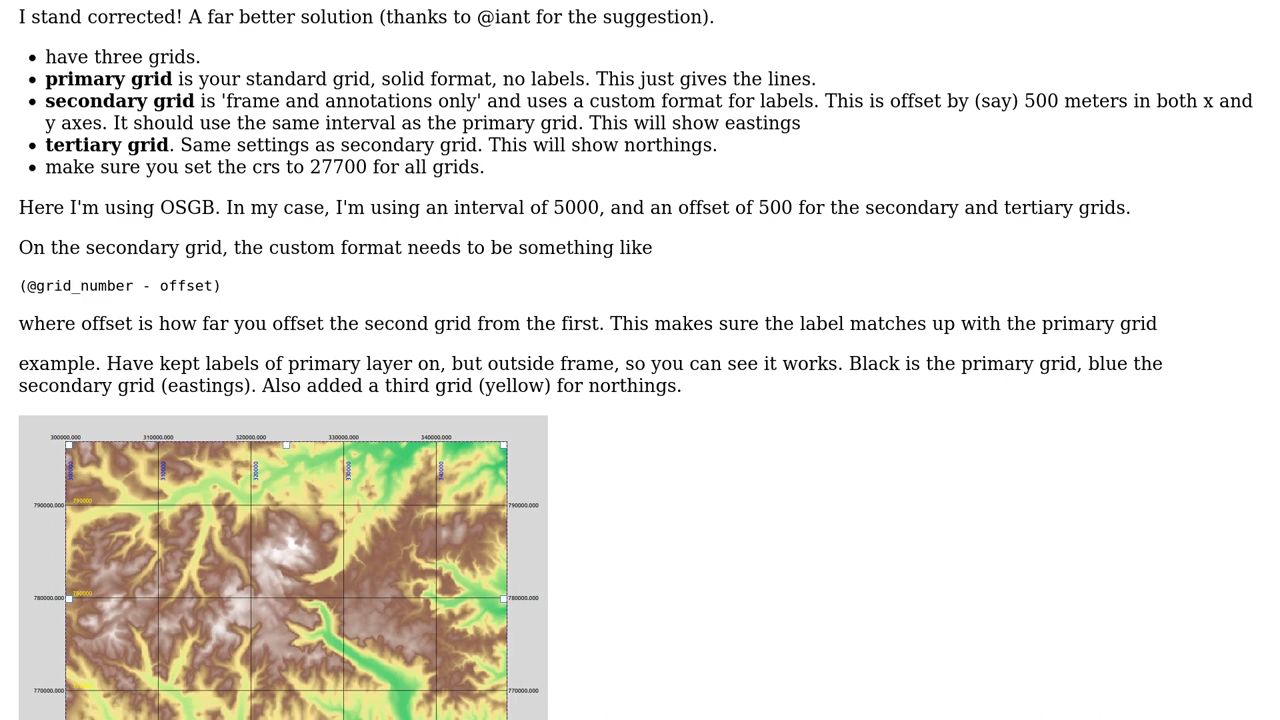 I stand corrected! A far better solution (thanks to @iant for the suggestion).
have three grids.
primary grid is your standard grid, solid format, no labels. This just gives the lines.
secondary grid is 'frame and annotations only' and uses a custom format for labels. This is offset by (say) 500 meters in both x and
y axes. It should use the same interval as the primary grid. This will show eastings
tertiary grid. Same settings as secondary grid. This will show northings.
make sure you set the crs to 27700 for all grids.
Here I'm using OSGB. In my case, I'm using an interval of 5000, and an offset of 500 for the secondary and tertiary grids.
On the secondary grid, the custom format needs to be something like
(@grid_number - offset)
where offset is how far you offset the second grid from the first. This makes sure the label matches up with the primary grid
example. Have kept labels of primary layer on, but outside frame, so you can see it works. Black is the primary grid, blue the
secondary grid (eastings). Also added a third grid (yellow) for northings.
300000.000 310000.000 320000.000 330000.000 340000.000
310000 320000 330000 340000
790000
790000.000 790000.000
780000
780000.000 780000.000
770000.000 770000.000